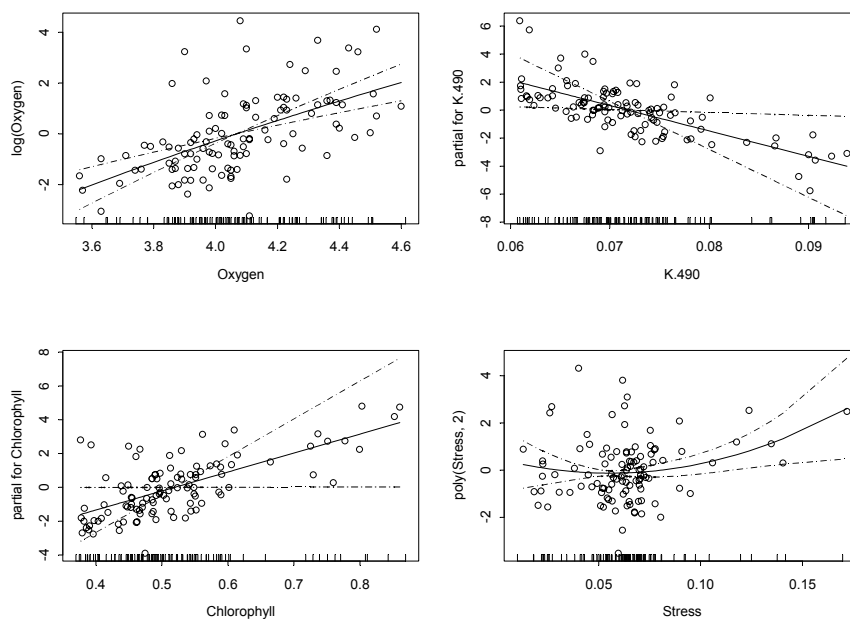 log(Oxygen)
4
2
0
2
3.6 3.8 4.0 4.2 4.4 4.6
Oxygen
partial for K.490
6
4
2
0
-2
-4
-6
-8
0.06 0.07 0.08 0.09
K.490
partial for Chlorophyll
8
6
4
2
0
-2
-4
0.4 0.5 0.6 0.7 0.8
Chlorophyll
poly(Stress, 2)
4
2
0
-2
0.05 0.10 0.15
Stress